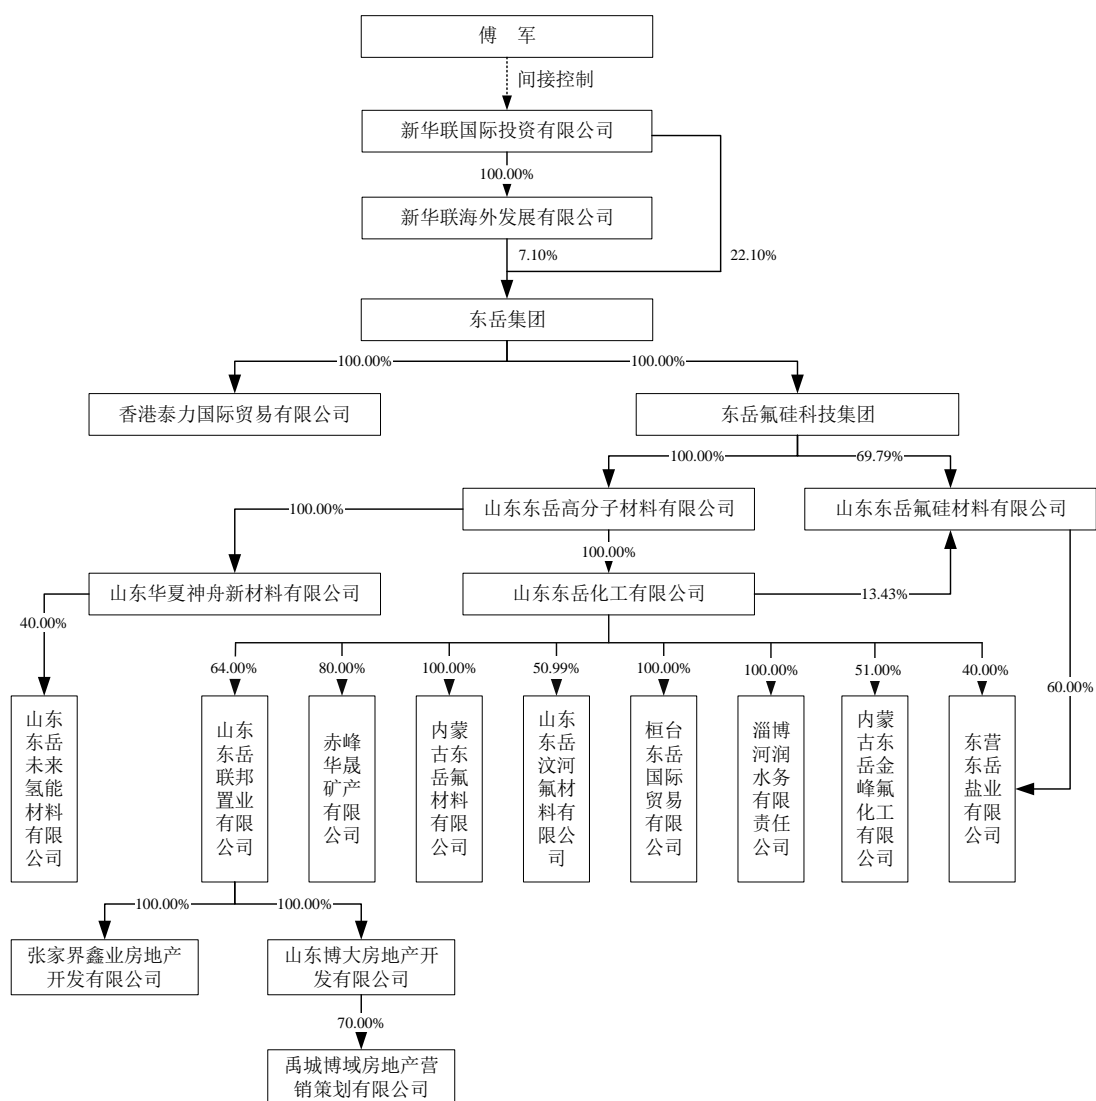 傅 军
间接控制
新华联国际投资有限公司
100.00%
新华联海外发展有限公司
7.10%
22.10%
东岳集团
100.00%
100.00%
香港泰力国际贸易有限公司
东岳氟硅科技集团
100.00%
69.79%
山东东岳高分子材料有限公司
山东东岳氟硅材料有限公司
100.00%
100.00%
山东华夏神舟新材料有限公司
山东东岳化工有限公司
13.43%
40.00%
64.00%
80.00%
100.00%
50.99%
100.00%
100.00%
51.00%
40.00%
60.00%
山东
东岳
未来
氢能
材料
有限
公司
山东
东岳
联邦
置业
有限
公司
赤峰
华晟
矿产
有限
公司
内蒙
古东
岳氟
材料
有限
公司
山东
东岳
汶河
氟材
料有
限公
司
桓台
东岳
国际
贸易
有限
公司
淄博
河润
水务
有限
责任
公司
内蒙
古东
岳金
峰氟
化工
有限
公司
东营
东岳
盐业
有限
公司
100.00%
100.00%
张家界鑫业房地产
开发有限公司
山东博大房地产开
发有限公司
70.00%
禹城博域房地产营
销策划有限公司